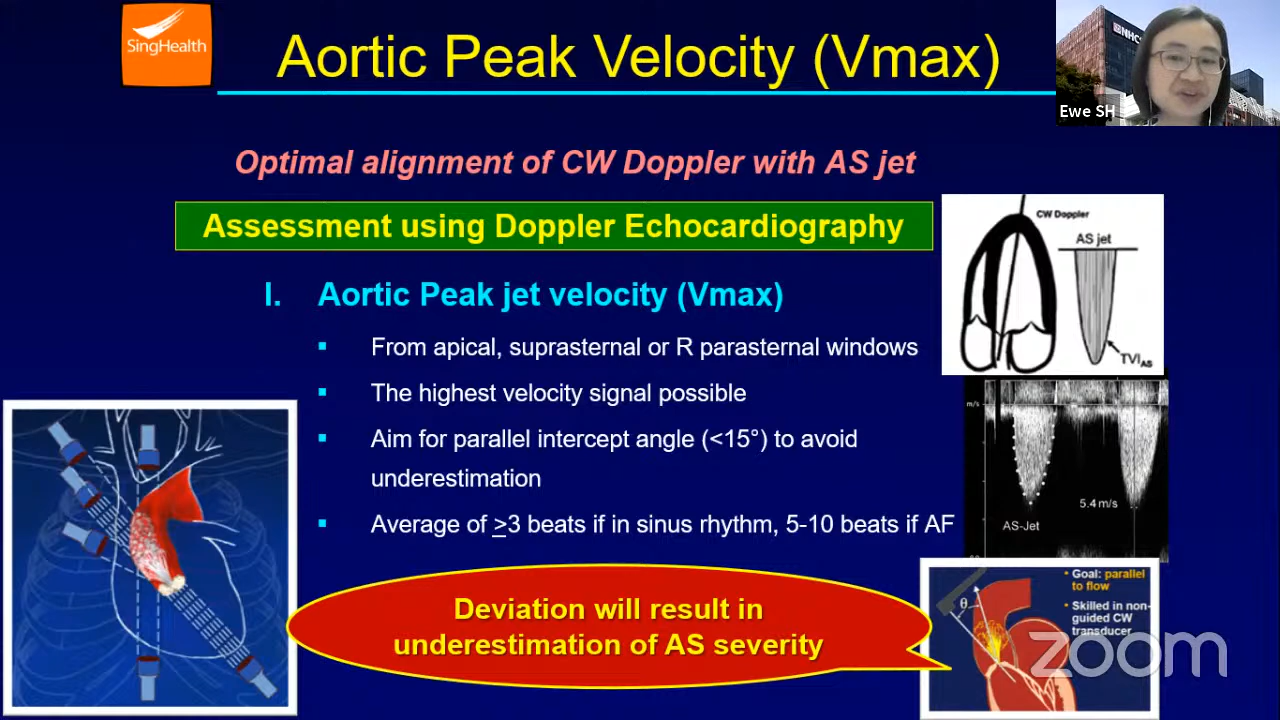 SingHealth
Aortic Peak Velocity (Vmax)
NHC
Ewe SH
Optimal alignment of CW Doppler with AS jet
Assessment using Doppler Echocardiography
I. Aortic Peak jet velocity (Vmax)
▪ From apical, suprasternal or R parasternal windows
▪ The highest velocity signal possible
▪ Aim for parallel intercept angle (<15°) to avoid
underestimation
▪ Average of >3 beats if in sinus rhythm, 5-10 beats if AF
Deviation will result in
underestimation of AS severity
CW Doppler
AS jet
TVI AS
m/s
5.4 m/s
AS-Jet
θ
• Goal: parallel
to flow
• Skilled in non-
guided CW
transducer
zoom